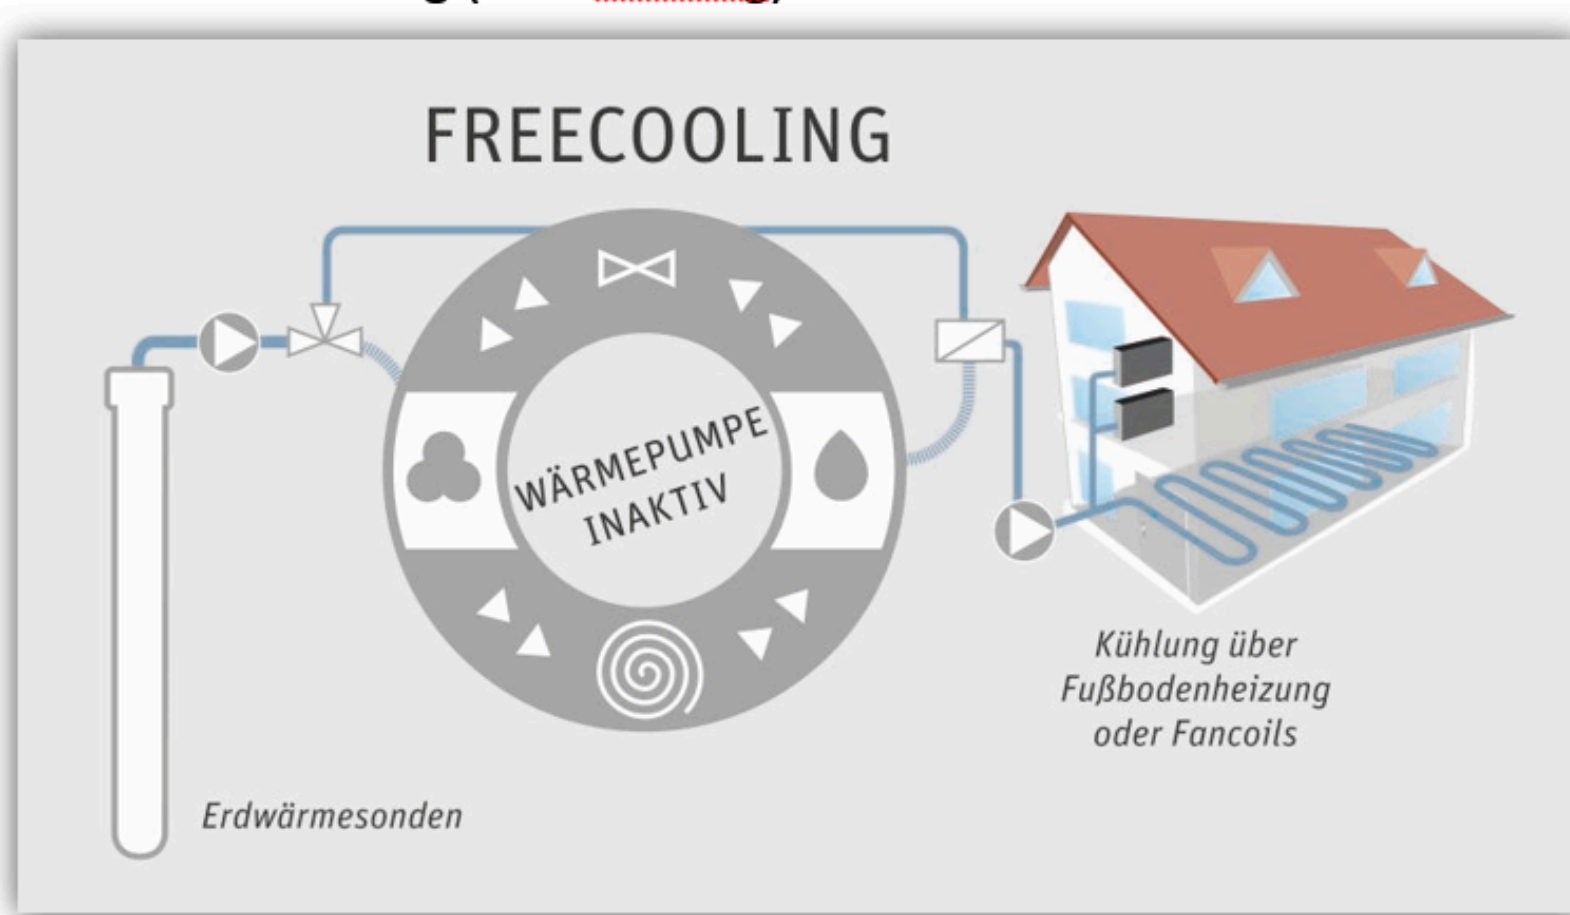 FREECOOLING
WÄRMEPUMPE
INAKTIV
Kühlung über
Fußbodenheizung
oder Fancoils
Erdwärmesonden